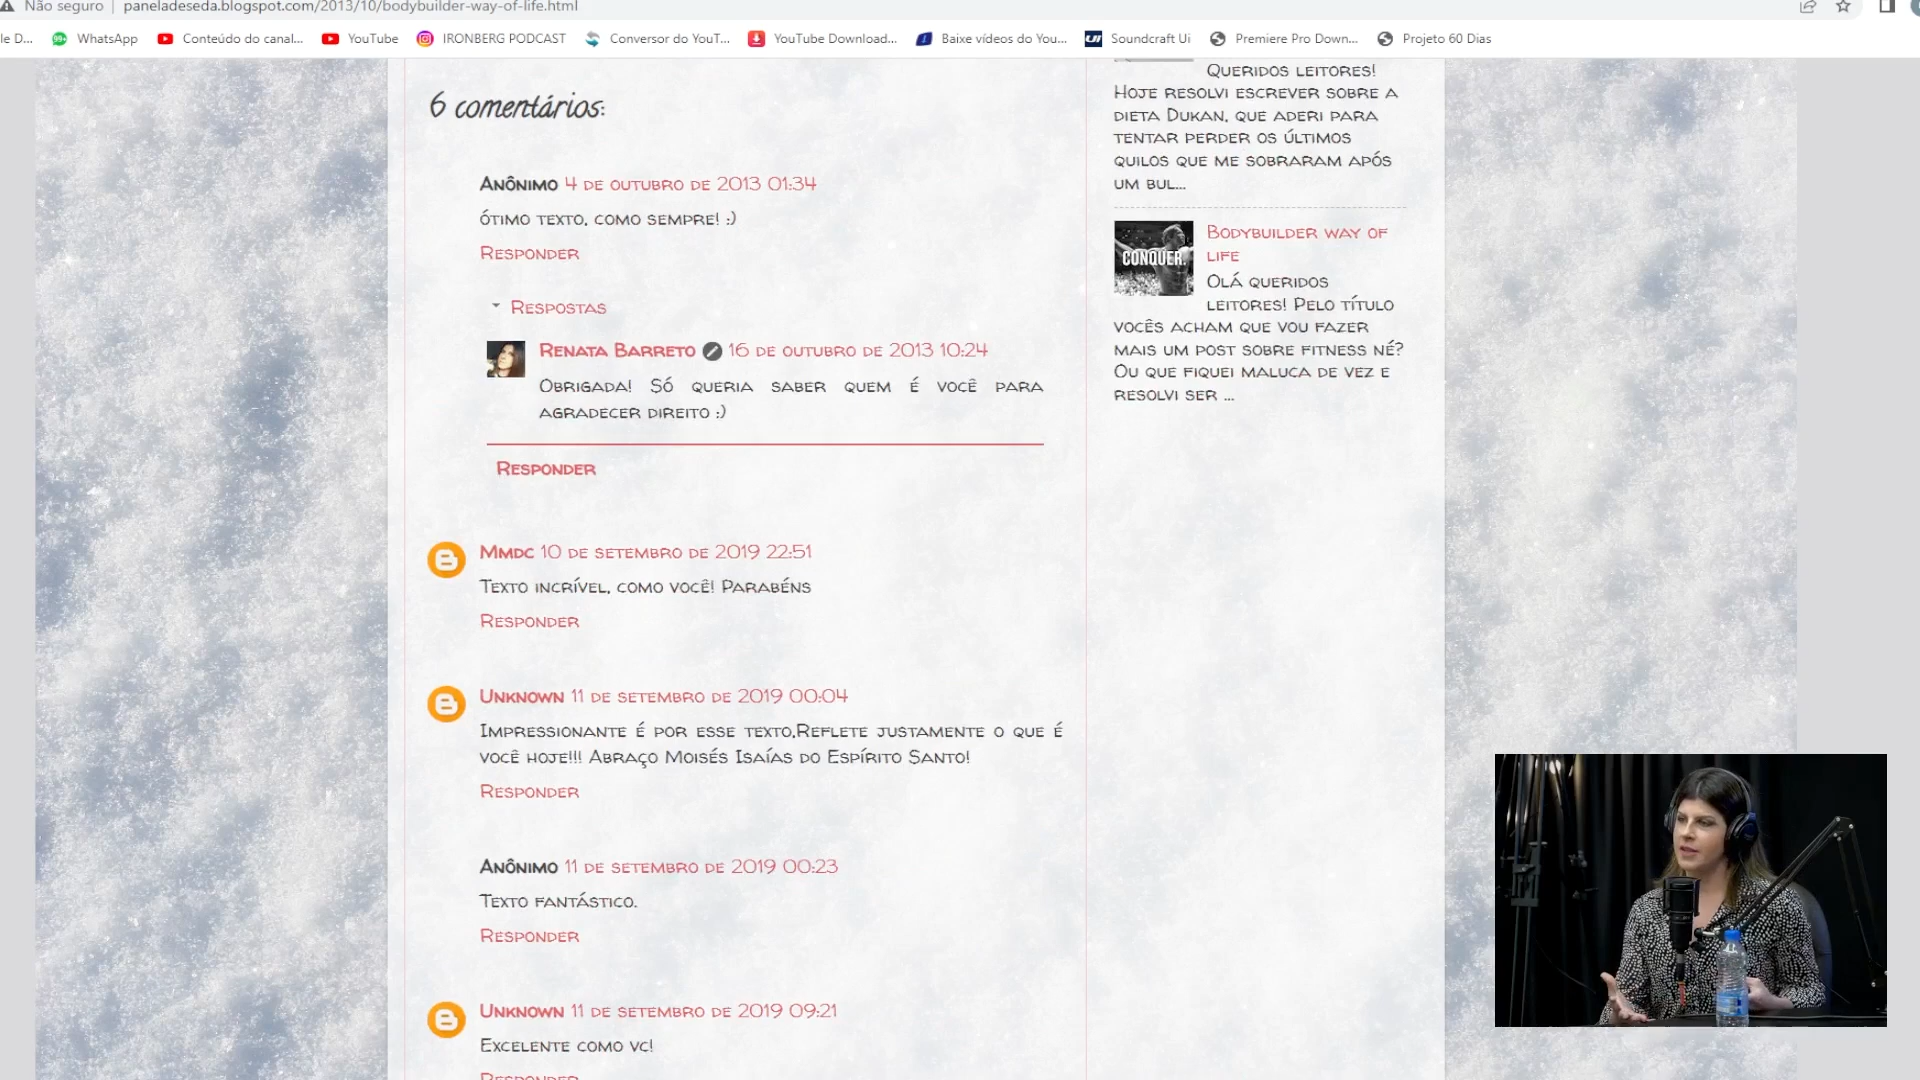 Não seguro | paneladeseda.blogspot.com/2013/10/bodybuilder-way-of-life.html
le D... WhatsApp Conteúdo do canal... YouTube IRONBERG PODCAST Conversor do YouT... YouTube Download... Baixe vídeos do You... Soundcraft Ui Premiere Pro Down... Projeto 60 Dias
6 comentários:
Anônimo 4 de outubro de 2013 01:34
ótimo texto, como sempre! :)
Responder
Respostas
Renata Barreto 16 de outubro de 2013 10:24
Obrigada! Só queria saber quem é você para
agradecer direito :)
Responder
Mmdc 10 de setembro de 2019 22:51
Texto incrível, como você! Parabéns
Responder
Unknown 11 de setembro de 2019 00:04
Impressionante é por esse texto,Reflete justamente o que é
você hoje!!! Abraço Moisés Isaías do Espírito Santo!
Responder
Anônimo 11 de setembro de 2019 00:23
Texto fantástico.
Responder
Unknown 11 de setembro de 2019 09:21
Excelente como vc!
Responder
Queridos leitores!
Hoje resolvi escrever sobre a
dieta Dukan, que aderi para
tentar perder os últimos
quilos que me sobraram após
um bul...
CONQUER.
Bodybuilder way of
life
Olá queridos
leitores! Pelo título
vocês acham que vou fazer
mais um post sobre fitness né?
Ou que fiquei maluca de vez e
resolvi ser ...